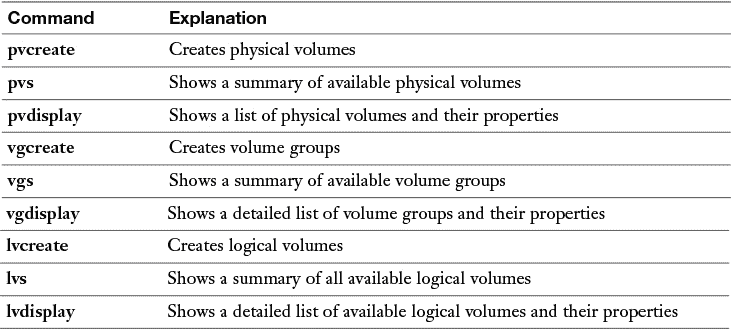 Command Explanation
pvcreate Creates physical volumes
pvs Shows a summary of available physical volumes
pvdisplay Shows a list of physical volumes and their properties
vgcreate Creates volume groups
vgs Shows a summary of available volume groups
vgdisplay Shows a detailed list of volume groups and their properties
lvcreate Creates logical volumes
lvs Shows a summary of all available logical volumes
lvdisplay Shows a detailed list of available logical volumes and their properties